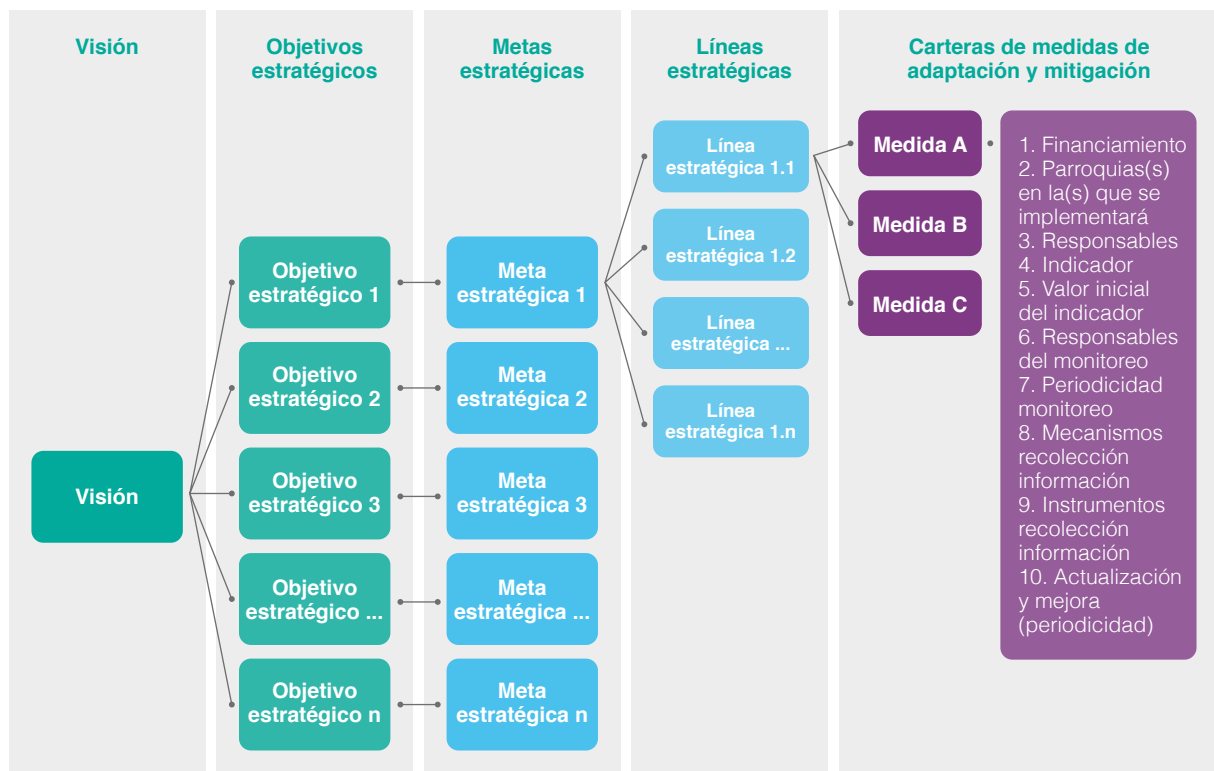 Visión
Objetivos
estratégicos
Metas
estratégicas
Líneas
estratégicas
Carteras de medidas de
adaptación y mitigación
Visión
Objetivo
estratégico 1
Objetivo
estratégico 2
Objetivo
estratégico 3
Objetivo
estratégico ...
Objetivo
estratégico n
Meta
estratégica 1
Meta
estratégica 2
Meta
estratégica 3
Meta
estratégica ...
Meta
estratégica n
Línea
estratégica 1.1
Línea
estratégica 1.2
Línea
estratégica ...
Línea
estratégica 1.n
Medida A
Medida B
Medida C
1. Financiamiento
2. Parroquias(s)
en la(s) que se
implementará
3. Responsables
4. Indicador
5. Valor inicial
del indicador
6. Responsables
del monitoreo
7. Periodicidad
monitoreo
8. Mecanismos
recolección
información
9. Instrumentos
recolección
información
10. Actualización
y mejora
(periodicidad)